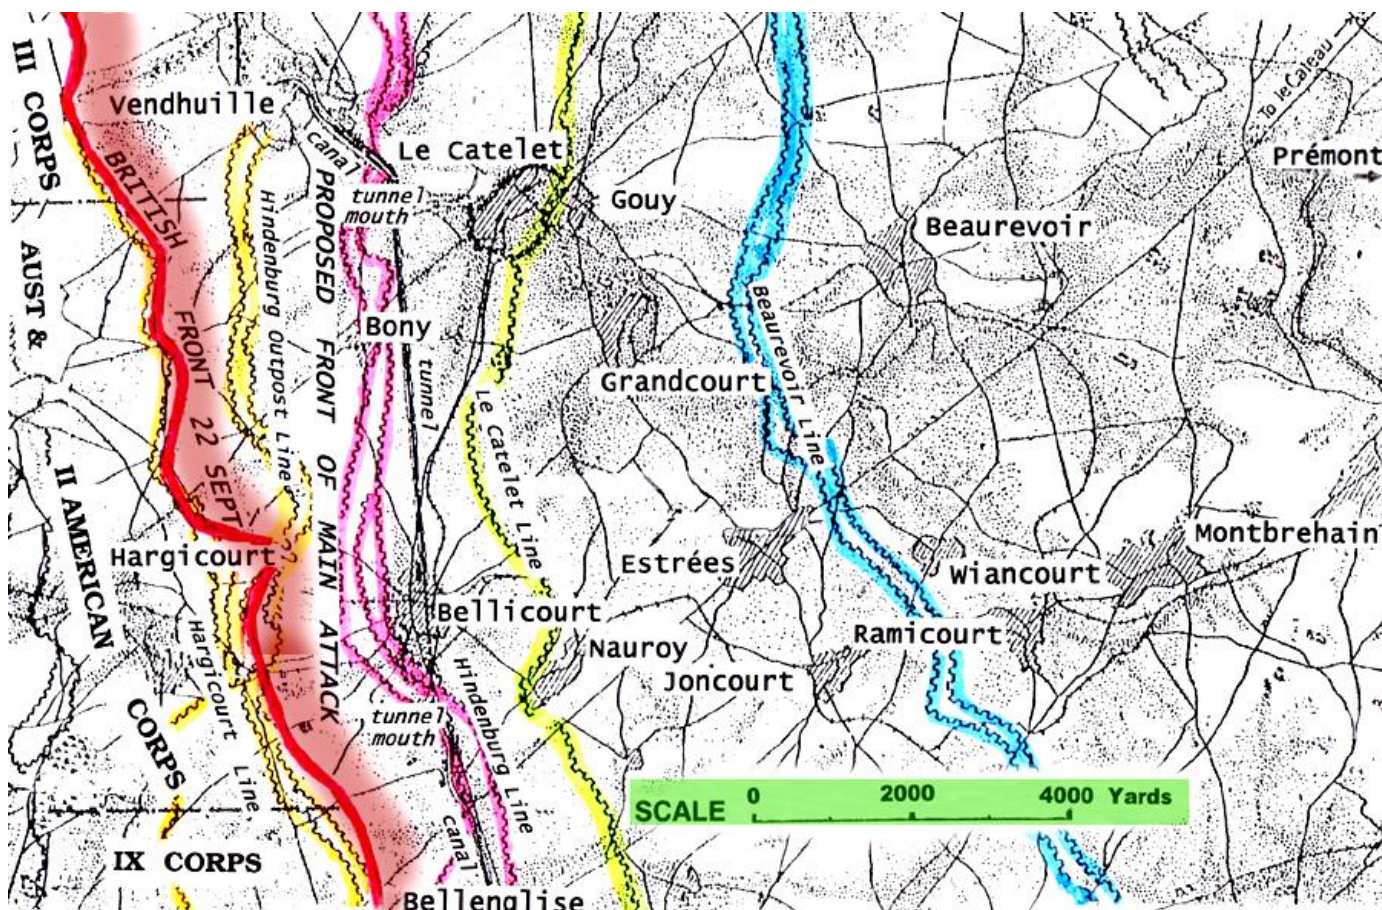 III CORPS
Vendhuille
canal
Le Catelet
To le Cateau
Prémont
BRITISH
FRONT
22 SEPT
tunnel
mouth
Gouy
Beaurevoir
AUST &
Hindenburg Outpost Line
PROPOSED FRONT OF MAIN ATTACK
Bony
tunnel
Beaurevoir Line
Grandcourt
Le Catelet Line
II AMERICAN
CORPS
Hargicourt
Estrées
Wiancourt
Montbrehain
Bellicourt
Ramicourt
Nauroy
Joncourt
Hargicourt Line
tunnel
mouth
Hindenburg Line
canal
SCALE 0 2000 4000 Yards
IX CORPS
Bellenglise